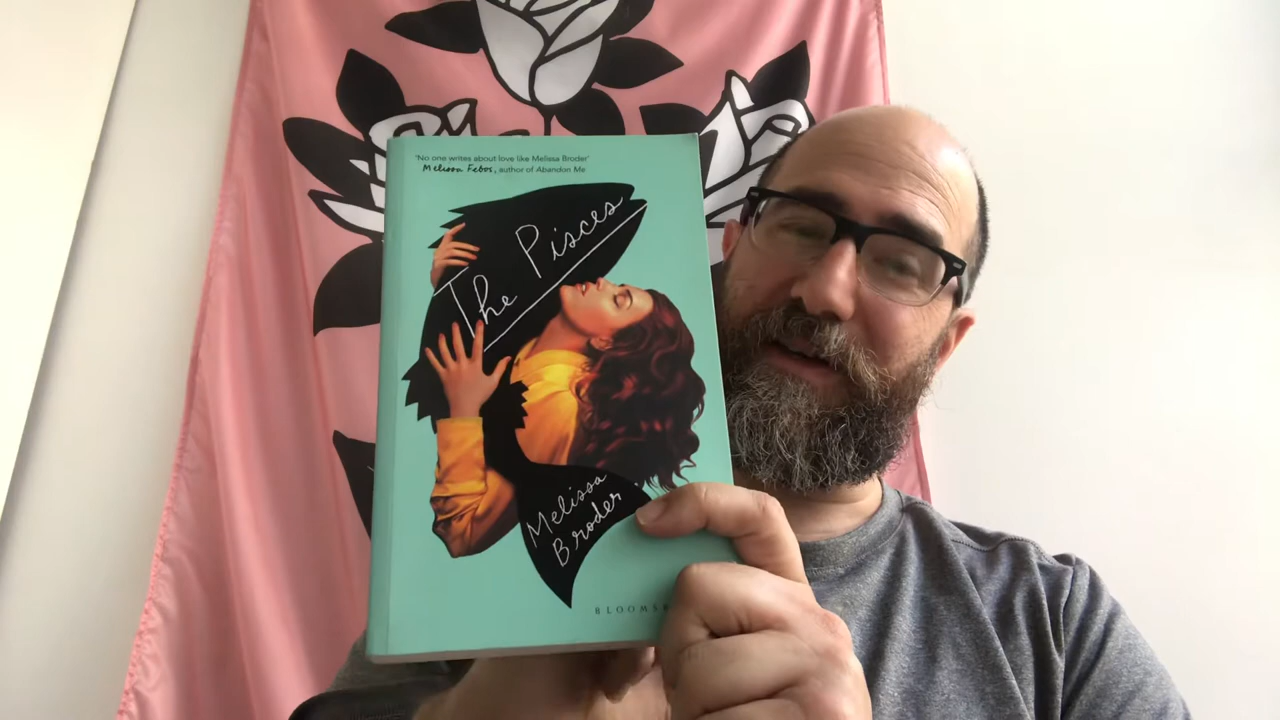 'No one writes about love like Melissa Broder'
Melissa Febos, author of Abandon Me
The Pisces
Melissa
Broder